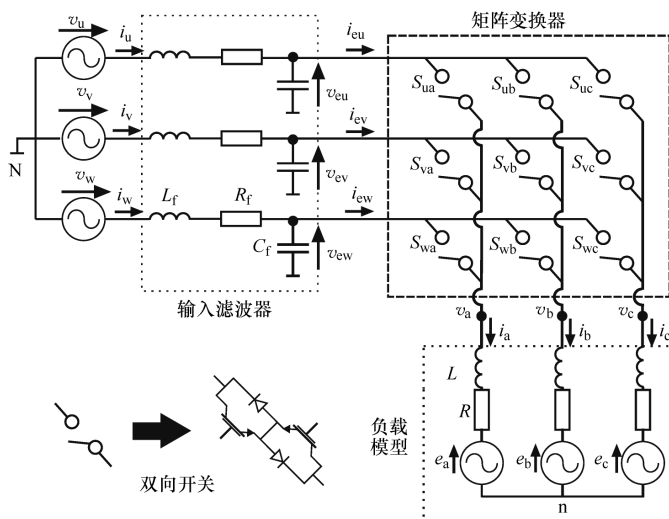 矩阵变换器
v_u i_u i_eu
S_ua S_ub S_uc
v_eu
v_v i_v i_ev
N
S_va S_vb S_vc
v_ev
v_w i_w L_f R_f i_ew
C_f v_ew
S_wa S_wb S_wc
输入滤波器
v_a i_a v_b i_b v_c i_c
L
R
负载
模型
e_a e_b e_c
双向开关
n